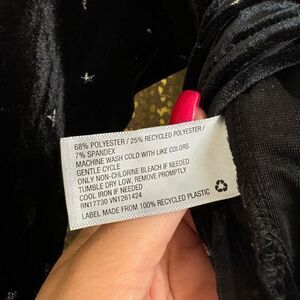 68% POLYESTER / 25% RECYCLED POLYESTER /
7% SPANDEX
MACHINE WASH COLD WITH LIKE COLORS
GENTLE CYCLE
ONLY NON-CHLORINE BLEACH IF NEEDED
TUMBLE DRY LOW, REMOVE PROMPTLY
COOL IRON IF NEEDED
RN17730 VN1261424
LABEL MADE FROM 100% RECYCLED PLASTIC